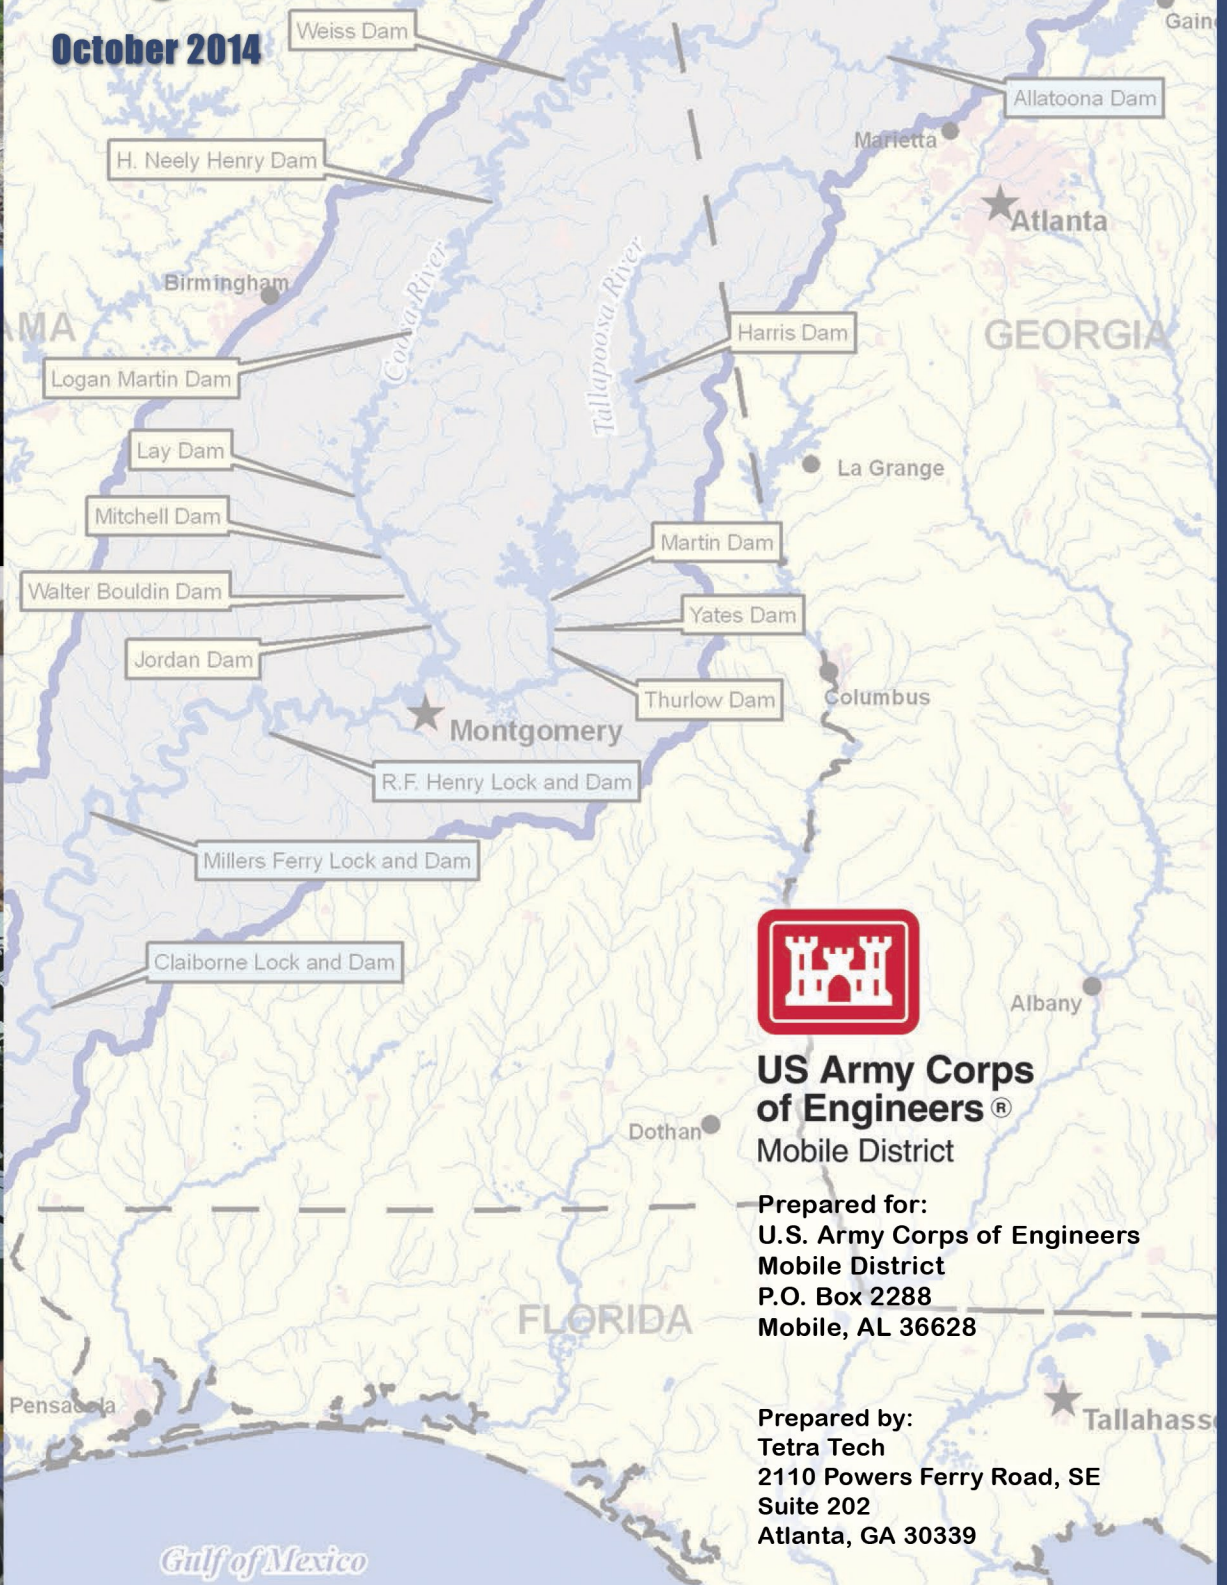 October 2014
Weiss Dam
Gain
Allatoona Dam
Marietta
H. Neely Henry Dam
Atlanta
Birmingham
Coosa River
Tallapoosa River
AMA
GEORGIA
Harris Dam
Logan Martin Dam
Lay Dam
La Grange
Mitchell Dam
Martin Dam
Walter Bouldin Dam
Yates Dam
Jordan Dam
Thurlow Dam
Columbus
Montgomery
R.F. Henry Lock and Dam
Millers Ferry Lock and Dam
Claiborne Lock and Dam
Albany
US Army Corps
of Engineers ®
Mobile District
Dothan
Prepared for:
U.S. Army Corps of Engineers
Mobile District
P.O. Box 2288
Mobile, AL 36628
FLORIDA
Pensacola
Tallahass
Prepared by:
Tetra Tech
2110 Powers Ferry Road, SE
Suite 202
Atlanta, GA 30339
Gulf of Mexico